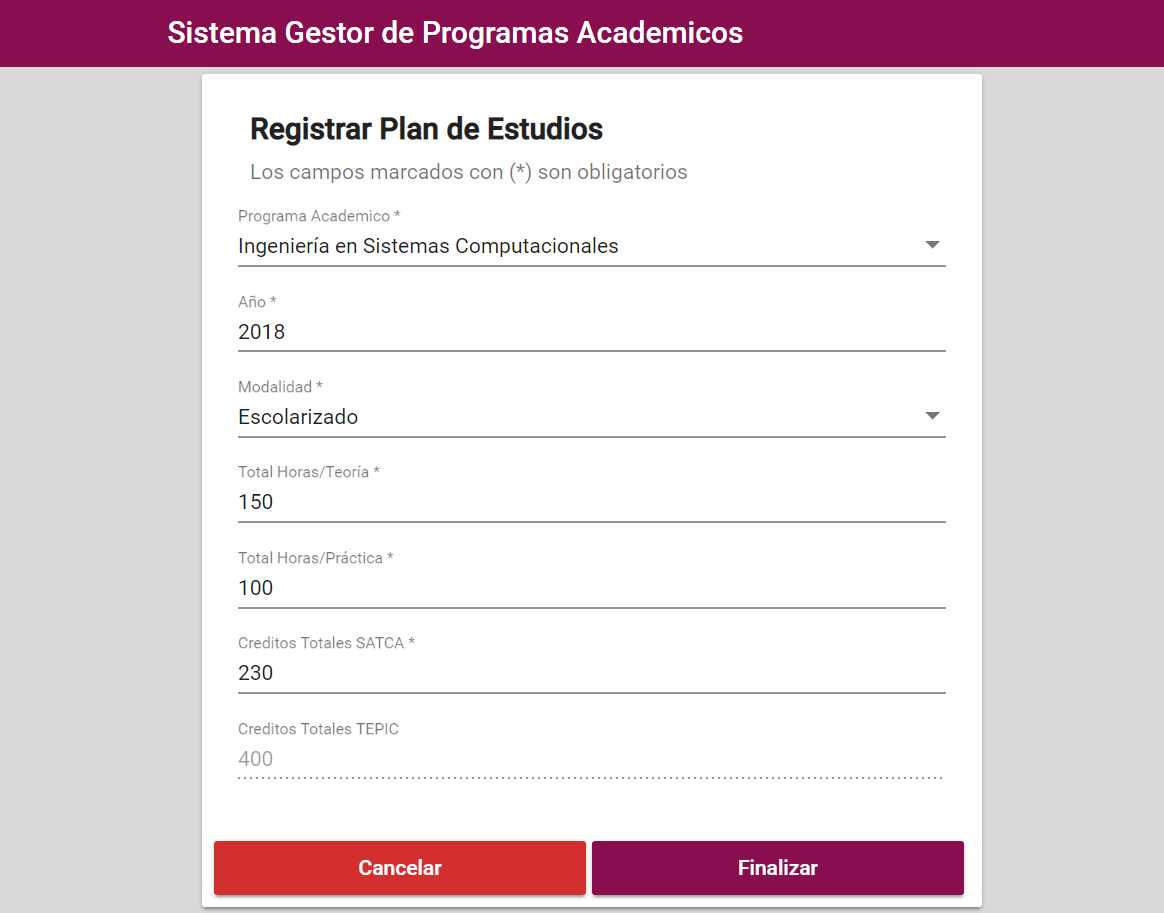 Sistema Gestor de Programas Academicos
Registrar Plan de Estudios
Los campos marcados con (*) son obligatorios
Programa Academico *
Ingeniería en Sistemas Computacionales
Año *
2018
Modalidad *
Escolarizado
Total Horas/Teoría *
150
Total Horas/Práctica *
100
Creditos Totales SATCA *
230
Creditos Totales TEPIC
400
Cancelar
Finalizar